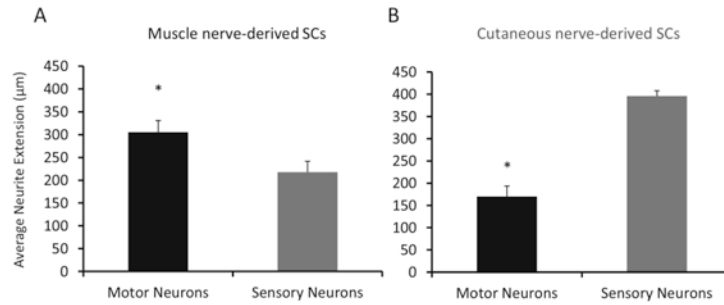 A
Muscle nerve-derived SCs
Average Neurite Extension (μm)
450
400
350
300
250
200
150
100
50
0
*
Motor Neurons
Sensory Neurons
B
Cutaneous nerve-derived SCs
450
400
350
300
250
200
150
100
50
0
*
Motor Neurons
Sensory Neurons